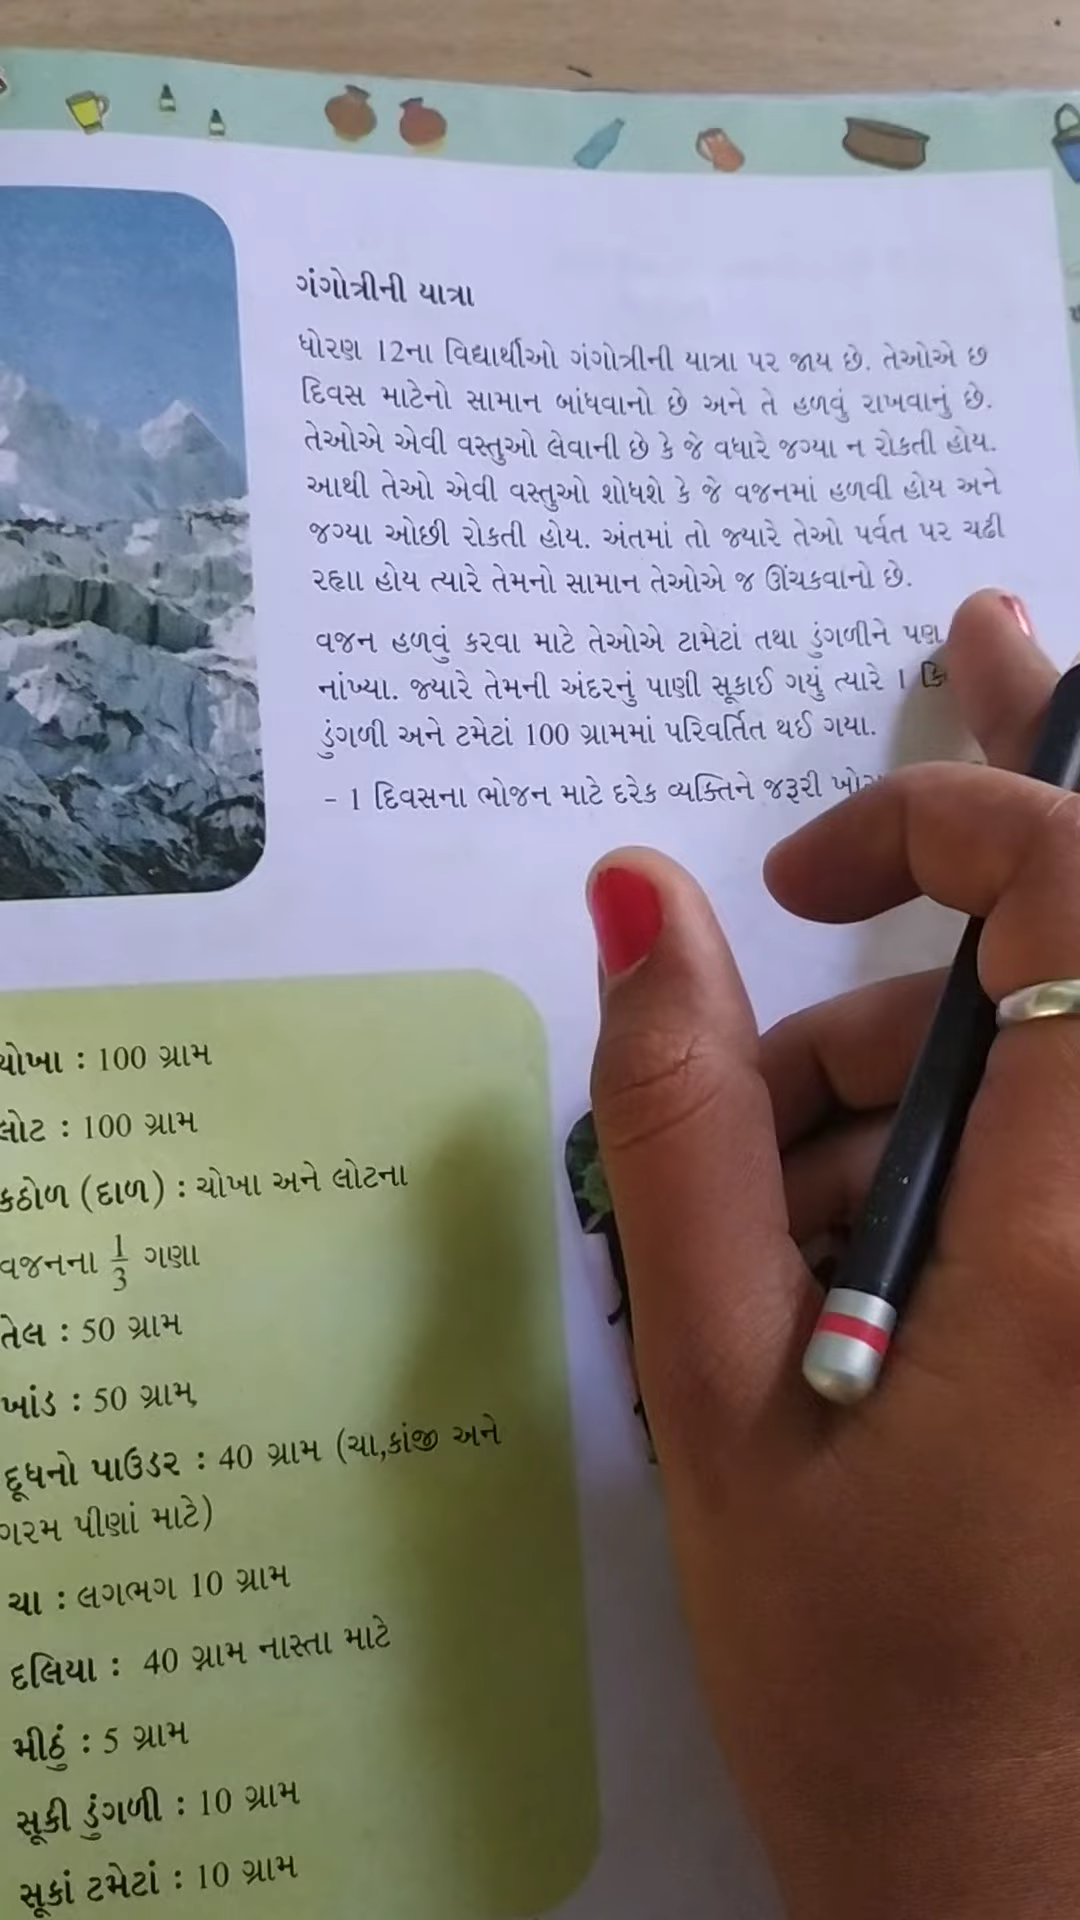 ગંગોત્રીની યાત્રા
ધોરણ 12ના વિદ્યાર્થીઓ ગંગોત્રીની યાત્રા પર જાય છે. તેઓએ છ
દિવસ માટેનો સામાન બાંધવાનો છે અને તે હળવું રાખવાનું છે.
તેઓએ એવી વસ્તુઓ લેવાની છે કે જે વધારે જગ્યા ન રોકતી હોય.
આથી તેઓ એવી વસ્તુઓ શોધશે કે જે વજનમાં હળવી હોય અને
જગ્યા ઓછી રોકતી હોય. અંતમાં તો જ્યારે તેઓ પર્વત પર ચઢી
રહ્યા હોય ત્યારે તેમનો સામાન તેઓએ જ ઊંચકવાનો છે.
વજન હળવું કરવા માટે તેઓએ ટામેટાં તથા ડુંગળીને પણ
નાંખ્યા. જ્યારે તેમની અંદરનું પાણી સૂકાઈ ગયું ત્યારે 1
ડુંગળી અને ટમેટાં 100 ગ્રામમાં પરિવર્તિત થઈ ગયા.
- 1 દિવસના ભોજન માટે દરેક વ્યક્તિને જરૂરી
ચોખા : 100 ગ્રામ
લોટ : 100 ગ્રામ
કઠોળ (દાળ) : ચોખા અને લોટના
વજનના 1/3 ગણા
તેલ : 50 ગ્રામ
ખાંડ : 50 ગ્રામ
દૂધનો પાઉડર : 40 ગ્રામ (ચા,કાંજી અને
ગરમ પીણાં માટે)
ચા : લગભગ 10 ગ્રામ
દલિયા : 40 ગ્રામ નાસ્તા માટે
મીઠું : 5 ગ્રામ
સૂકી ડુંગળી : 10 ગ્રામ
સૂકાં ટમેટાં : 10 ગ્રામ